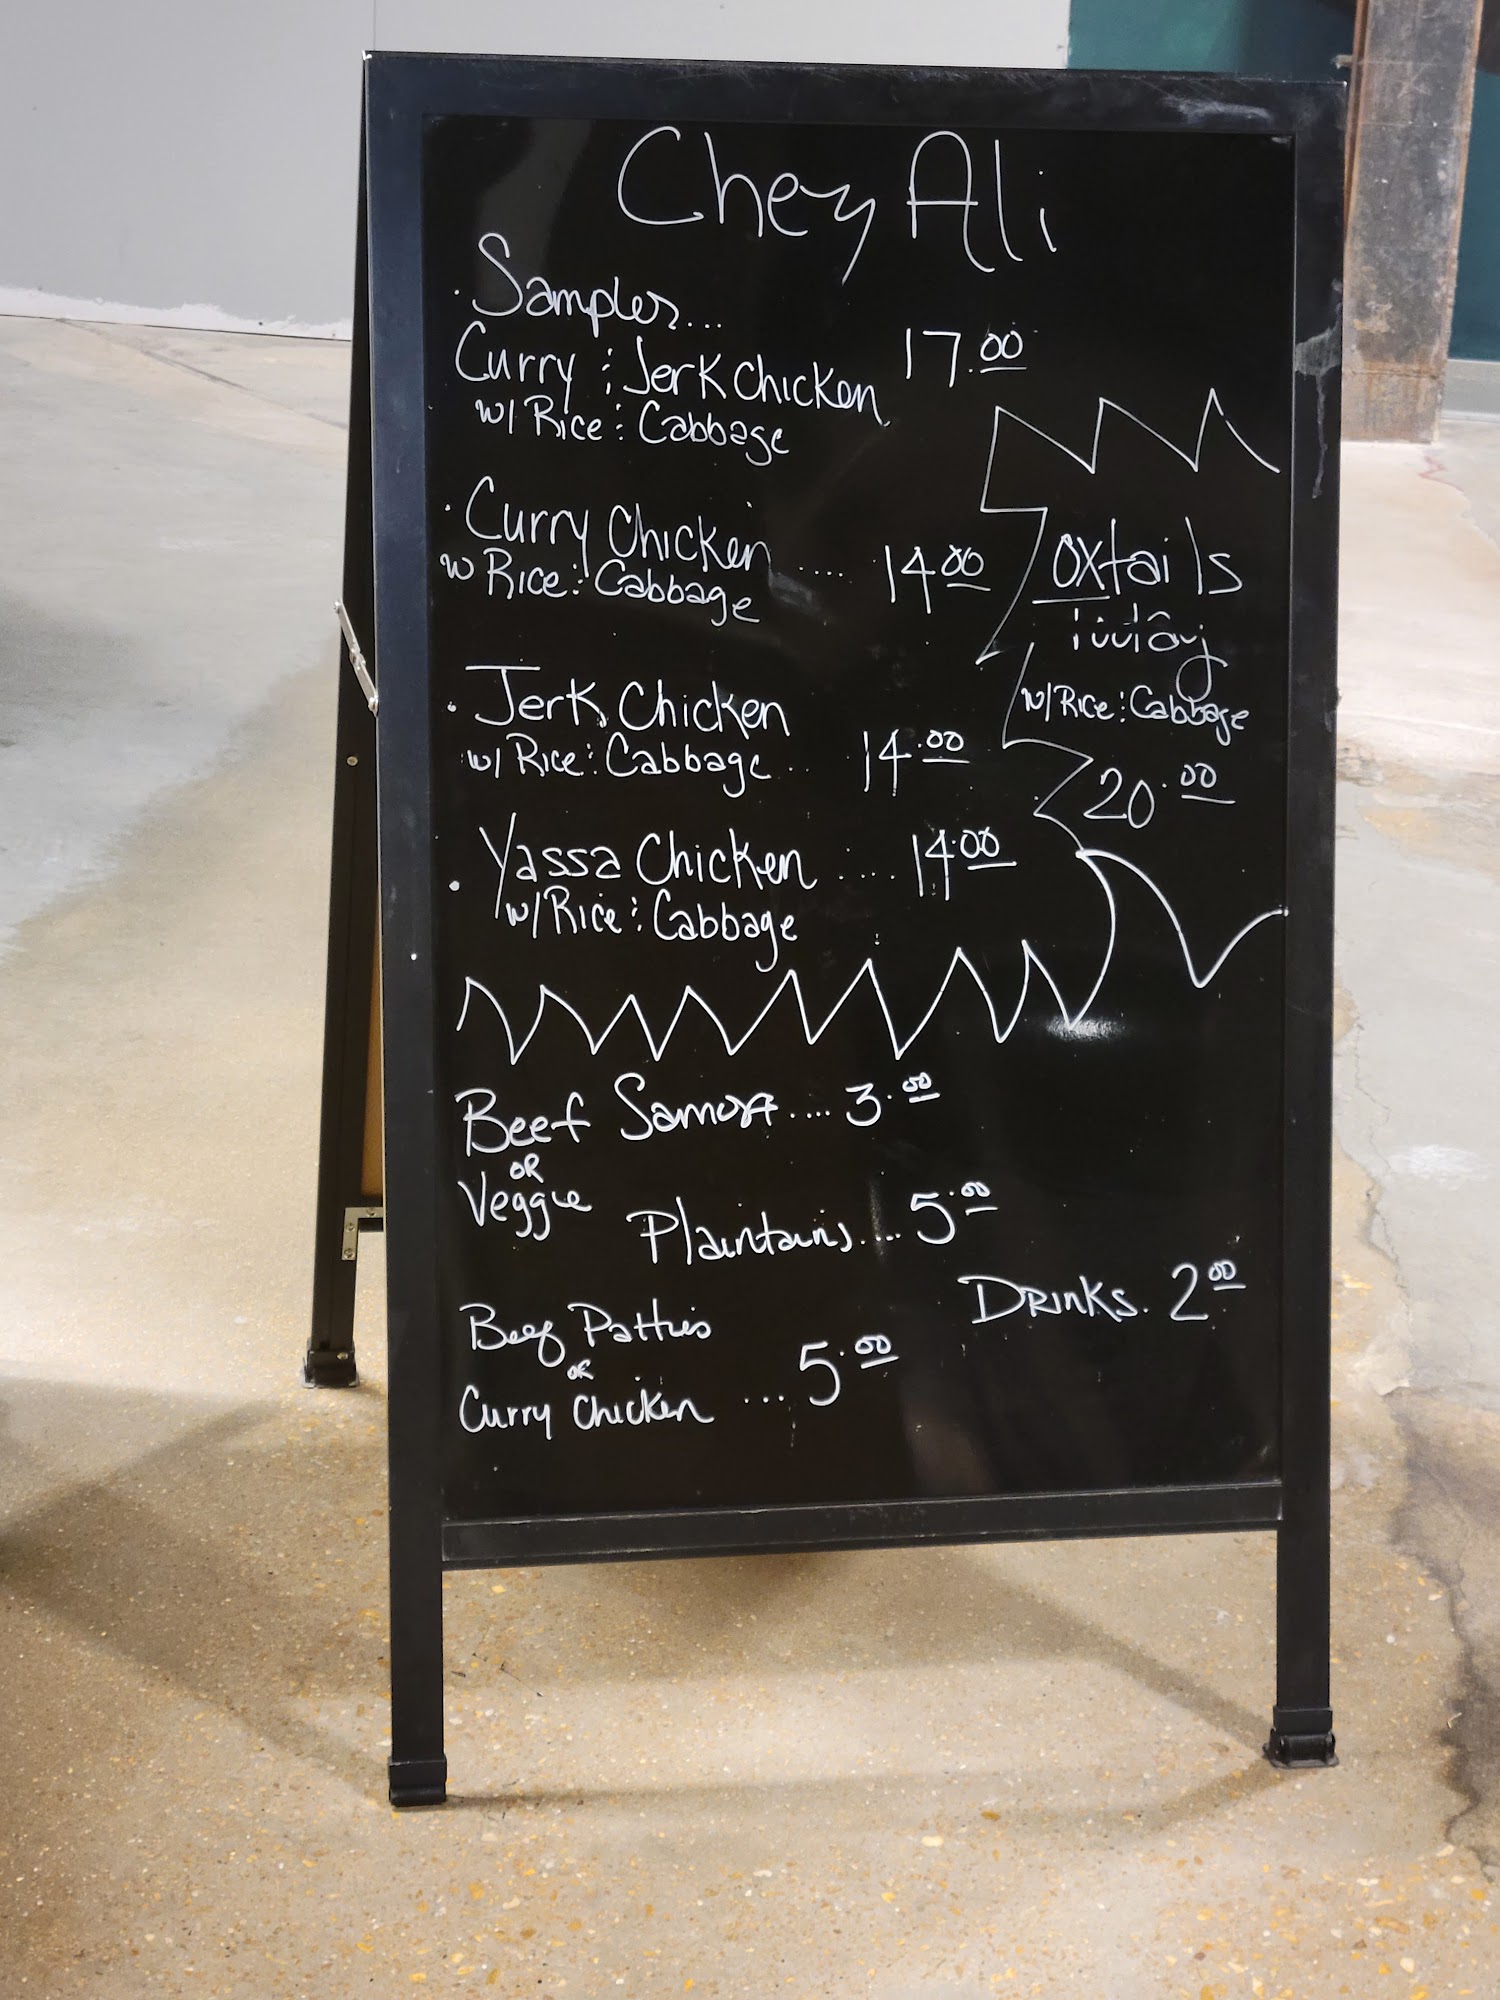 Chez Ali
· Sampler...
Curry & Jerk Chicken 17.00
w/ Rice & Cabbage
· Curry Chicken ..... 14.00
w Rice & Cabbage
· Jerk Chicken
w/ Rice & Cabbage .. 14.00
· Yassa Chicken ..... 14.00
w/ Rice & Cabbage
Oxtails
Today
w/ Rice & Cabbage
20.00
Beef Samosa .... 3.00
OR
Veggie
Plaintains .... 5.00
Drinks. 2.00
Beef Patties
OR
Curry Chicken ... 5.00